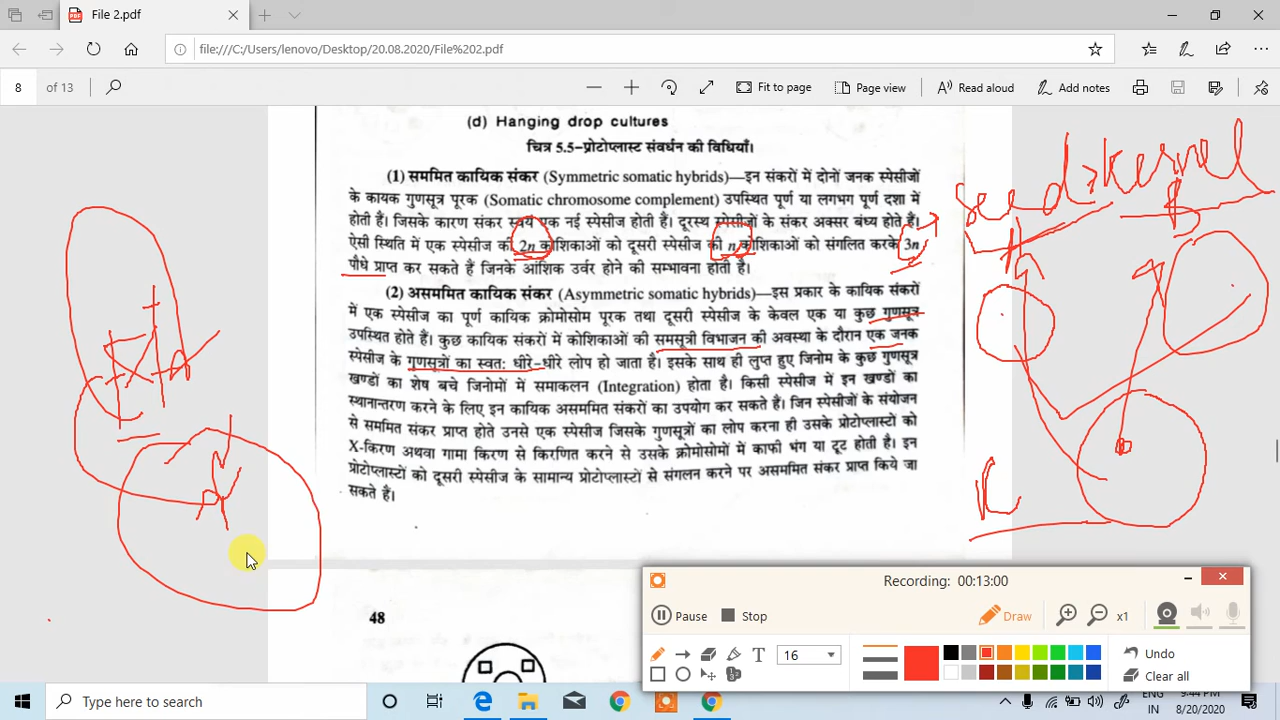 File 2.pdf
file:///C:/Users/lenovo/Desktop/20.08.2020/File%202.pdf
8 of 13
Fit to page
Page view
Read aloud
Add notes
(d) Hanging drop cultures
चित्र 5.5–प्रोटोप्लास्ट संवर्धन की विधियाँ।
(1) सममित कायिक संकर (Symmetric somatic hybrids)—इन संकरों में दोनों जनक स्पेसीजों
के कायक गुणसूत्र पूरक (Somatic chromosome complement) उपस्थित पूर्ण या लगभग पूर्ण दशा में
होती हैं। जिसके कारण संकर स्वयं एक नई स्पेसीज होती हैं। दूरस्थ स्पेसीजों के संकर अक्सर बंध्य होते हैं।
ऐसी स्थिति में एक स्पेसीज की 2n कोशिकाओं को दूसरी स्पेसीज की n कोशिकाओं को संगलित करके 3n
पौधे प्राप्त कर सकते हैं जिनके आंशिक उर्वर होने की सम्भावना होती है।
(2) असममित कायिक संकर (Asymmetric somatic hybrids)—इस प्रकार के कायिक संकरों
में एक स्पेसीज का पूर्ण कायिक क्रोमोसोम पूरक तथा दूसरी स्पेसीज के केवल एक या कुछ गुणसूत्र
उपस्थित होते हैं। कुछ कायिक संकरों में कोशिकाओं की समसूत्री विभाजन की अवस्था के दौरान एक जनक
स्पेसीज के गुणसूत्रों का स्वत: धीरे–धीरे लोप हो जाता है। इसके साथ ही लुप्त हुए जिनोम के कुछ गुणसूत्र
खण्डों का शेष बचे जिनोमों में समाकलन (Integration) होता है। किसी स्पेसीज में इन खण्डों का
स्थानान्तरण करने के लिए इन कायिक असममित संकरों का उपयोग कर सकते हैं। जिन स्पेसीजों के संयोजन
से सममित संकर प्राप्त होते उनसे एक स्पेसीज जिसके गुणसूत्रों का लोप करना ही उसके प्रोटोप्लास्टों को
X-किरण अथवा गामा किरण से किरणित करने से उसके क्रोमोसोमों में काफी भंग या टूट होती है। इन
प्रोटोप्लास्टों को दूसरी स्पेसीज के सामान्य प्रोटोप्लास्टों से संगलन करने पर असममित संकर प्राप्त किये जा
सकते हैं।
seed kernel
48
Recording: 00:13:00
Pause
Stop
Draw
x1
T
16
Undo
Clear all
Type here to search
ENG
IN
9:44 PM
8/20/2020